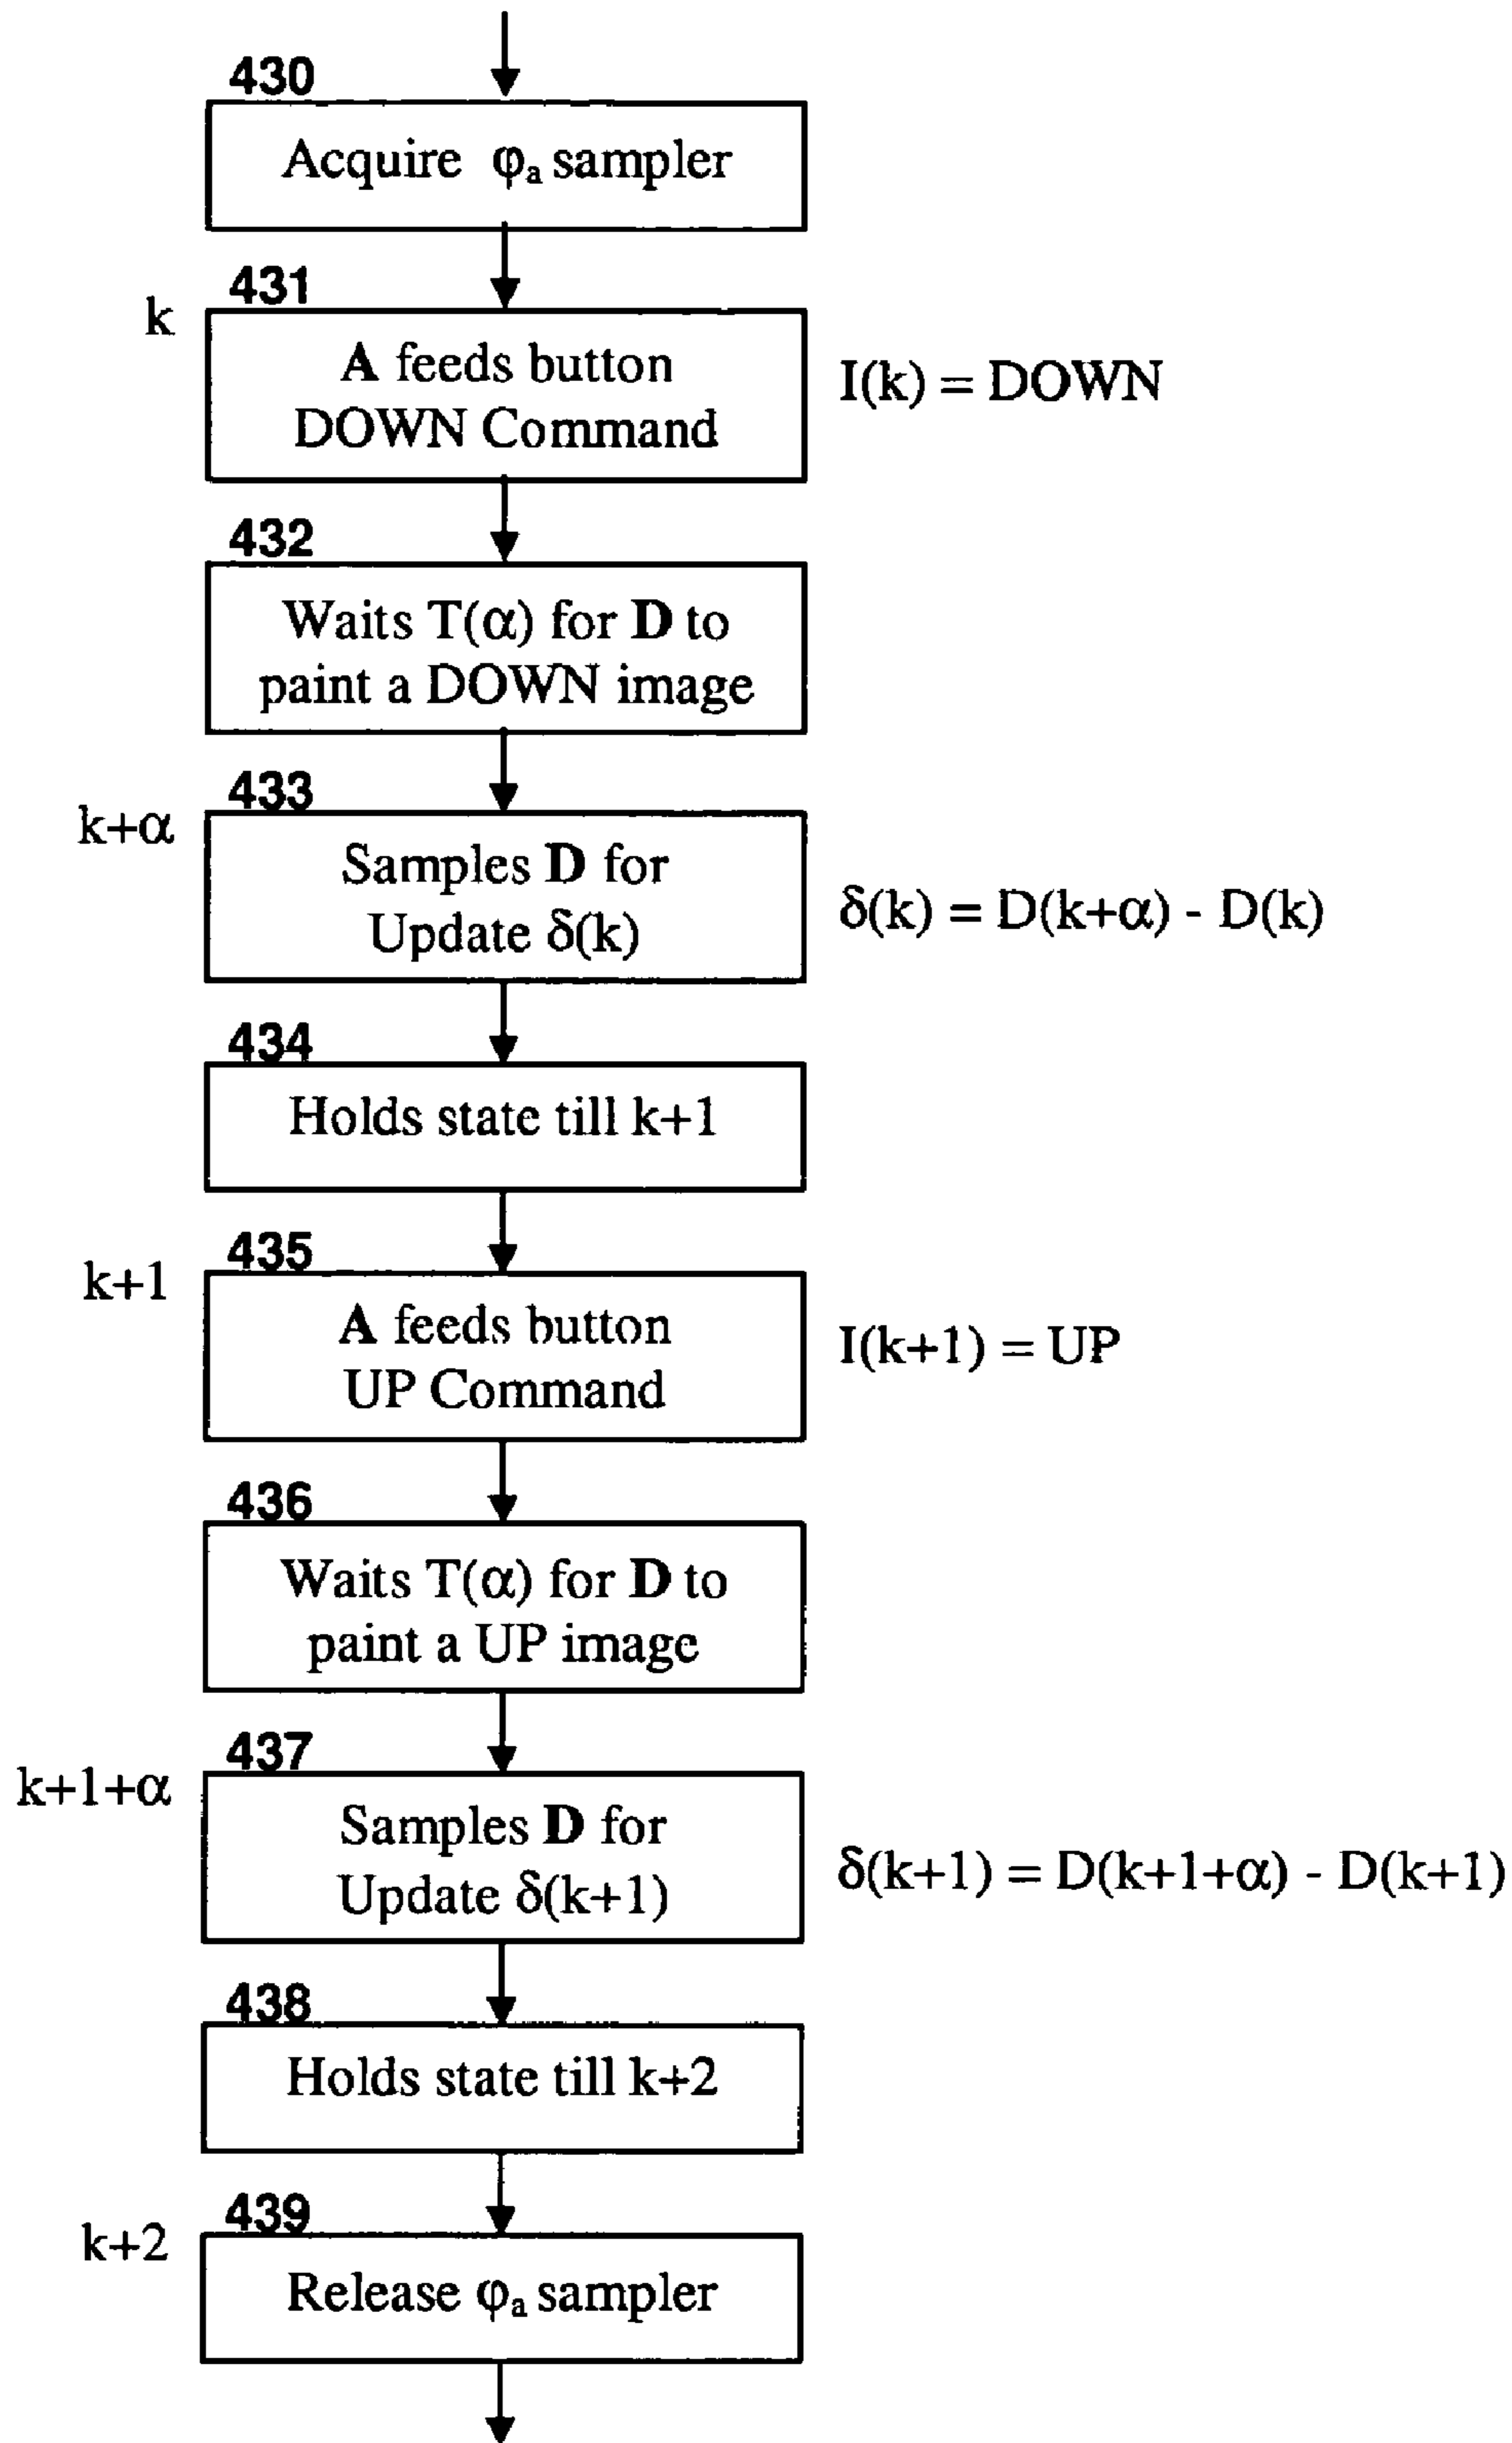 430
Acquire φa sampler
431
k
A feeds button
DOWN Command
I(k) = DOWN
432
Waits T(α) for D to
paint a DOWN image
433
k+α
Samples D for
Update δ(k)
δ(k) = D(k+α) - D(k)
434
Holds state till k+1
435
k+1
A feeds button
UP Command
I(k+1) = UP
436
Waits T(α) for D to
paint a UP image
437
k+1+α
Samples D for
Update δ(k+1)
δ(k+1) = D(k+1+α) - D(k+1)
438
Holds state till k+2
439
k+2
Release φa sampler